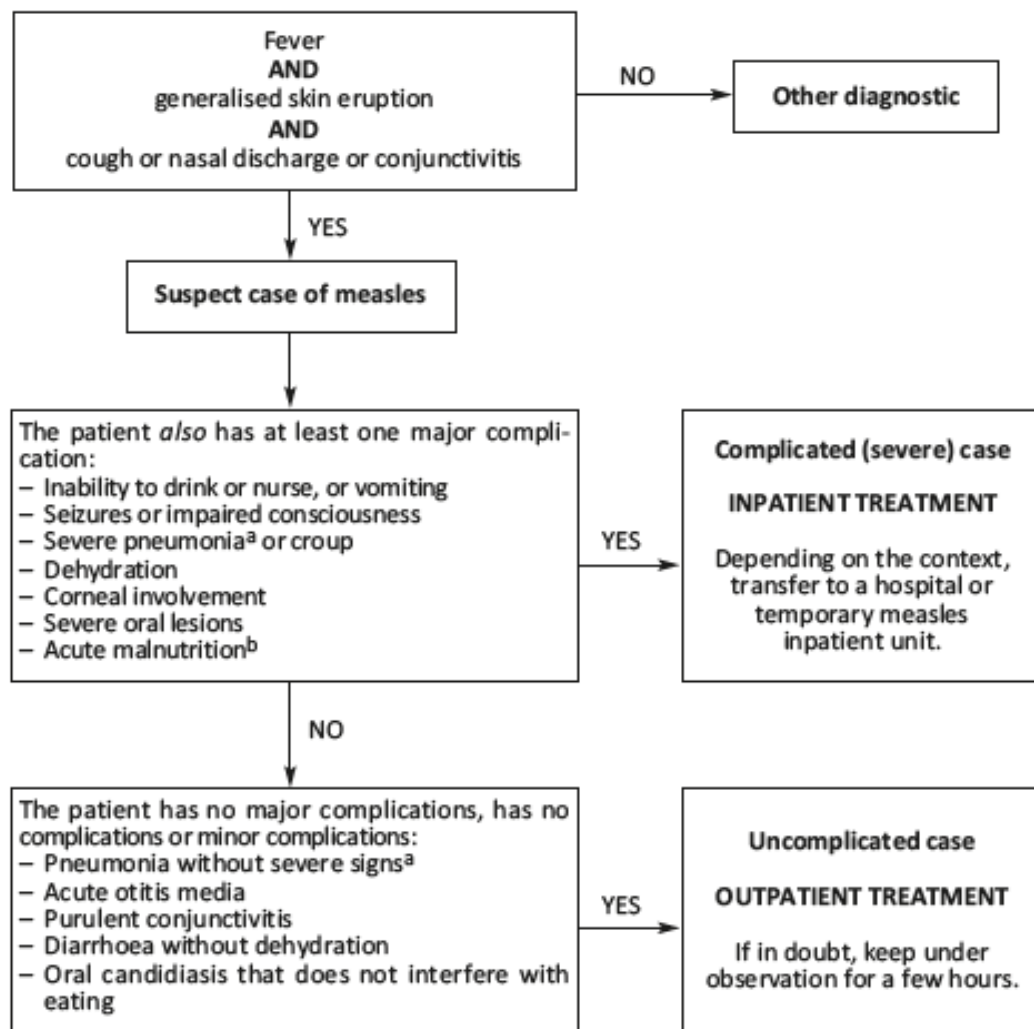 Fever
AND
generalised skin eruption
AND
cough or nasal discharge or conjunctivitis
NO
Other diagnostic
YES
Suspect case of measles
The patient also has at least one major compli-
cation:
– Inability to drink or nurse, or vomiting
– Seizures or impaired consciousness
– Severe pneumoniaᵃ or croup
– Dehydration
– Corneal involvement
– Severe oral lesions
– Acute malnutritionᵇ
YES
Complicated (severe) case
INPATIENT TREATMENT
Depending on the context,
transfer to a hospital or
temporary measles
inpatient unit.
NO
The patient has no major complications, has no
complications or minor complications:
– Pneumonia without severe signsᵃ
– Acute otitis media
– Purulent conjunctivitis
– Diarrhoea without dehydration
– Oral candidiasis that does not interfere with
eating
YES
Uncomplicated case
OUTPATIENT TREATMENT
If in doubt, keep under
observation for a few hours.